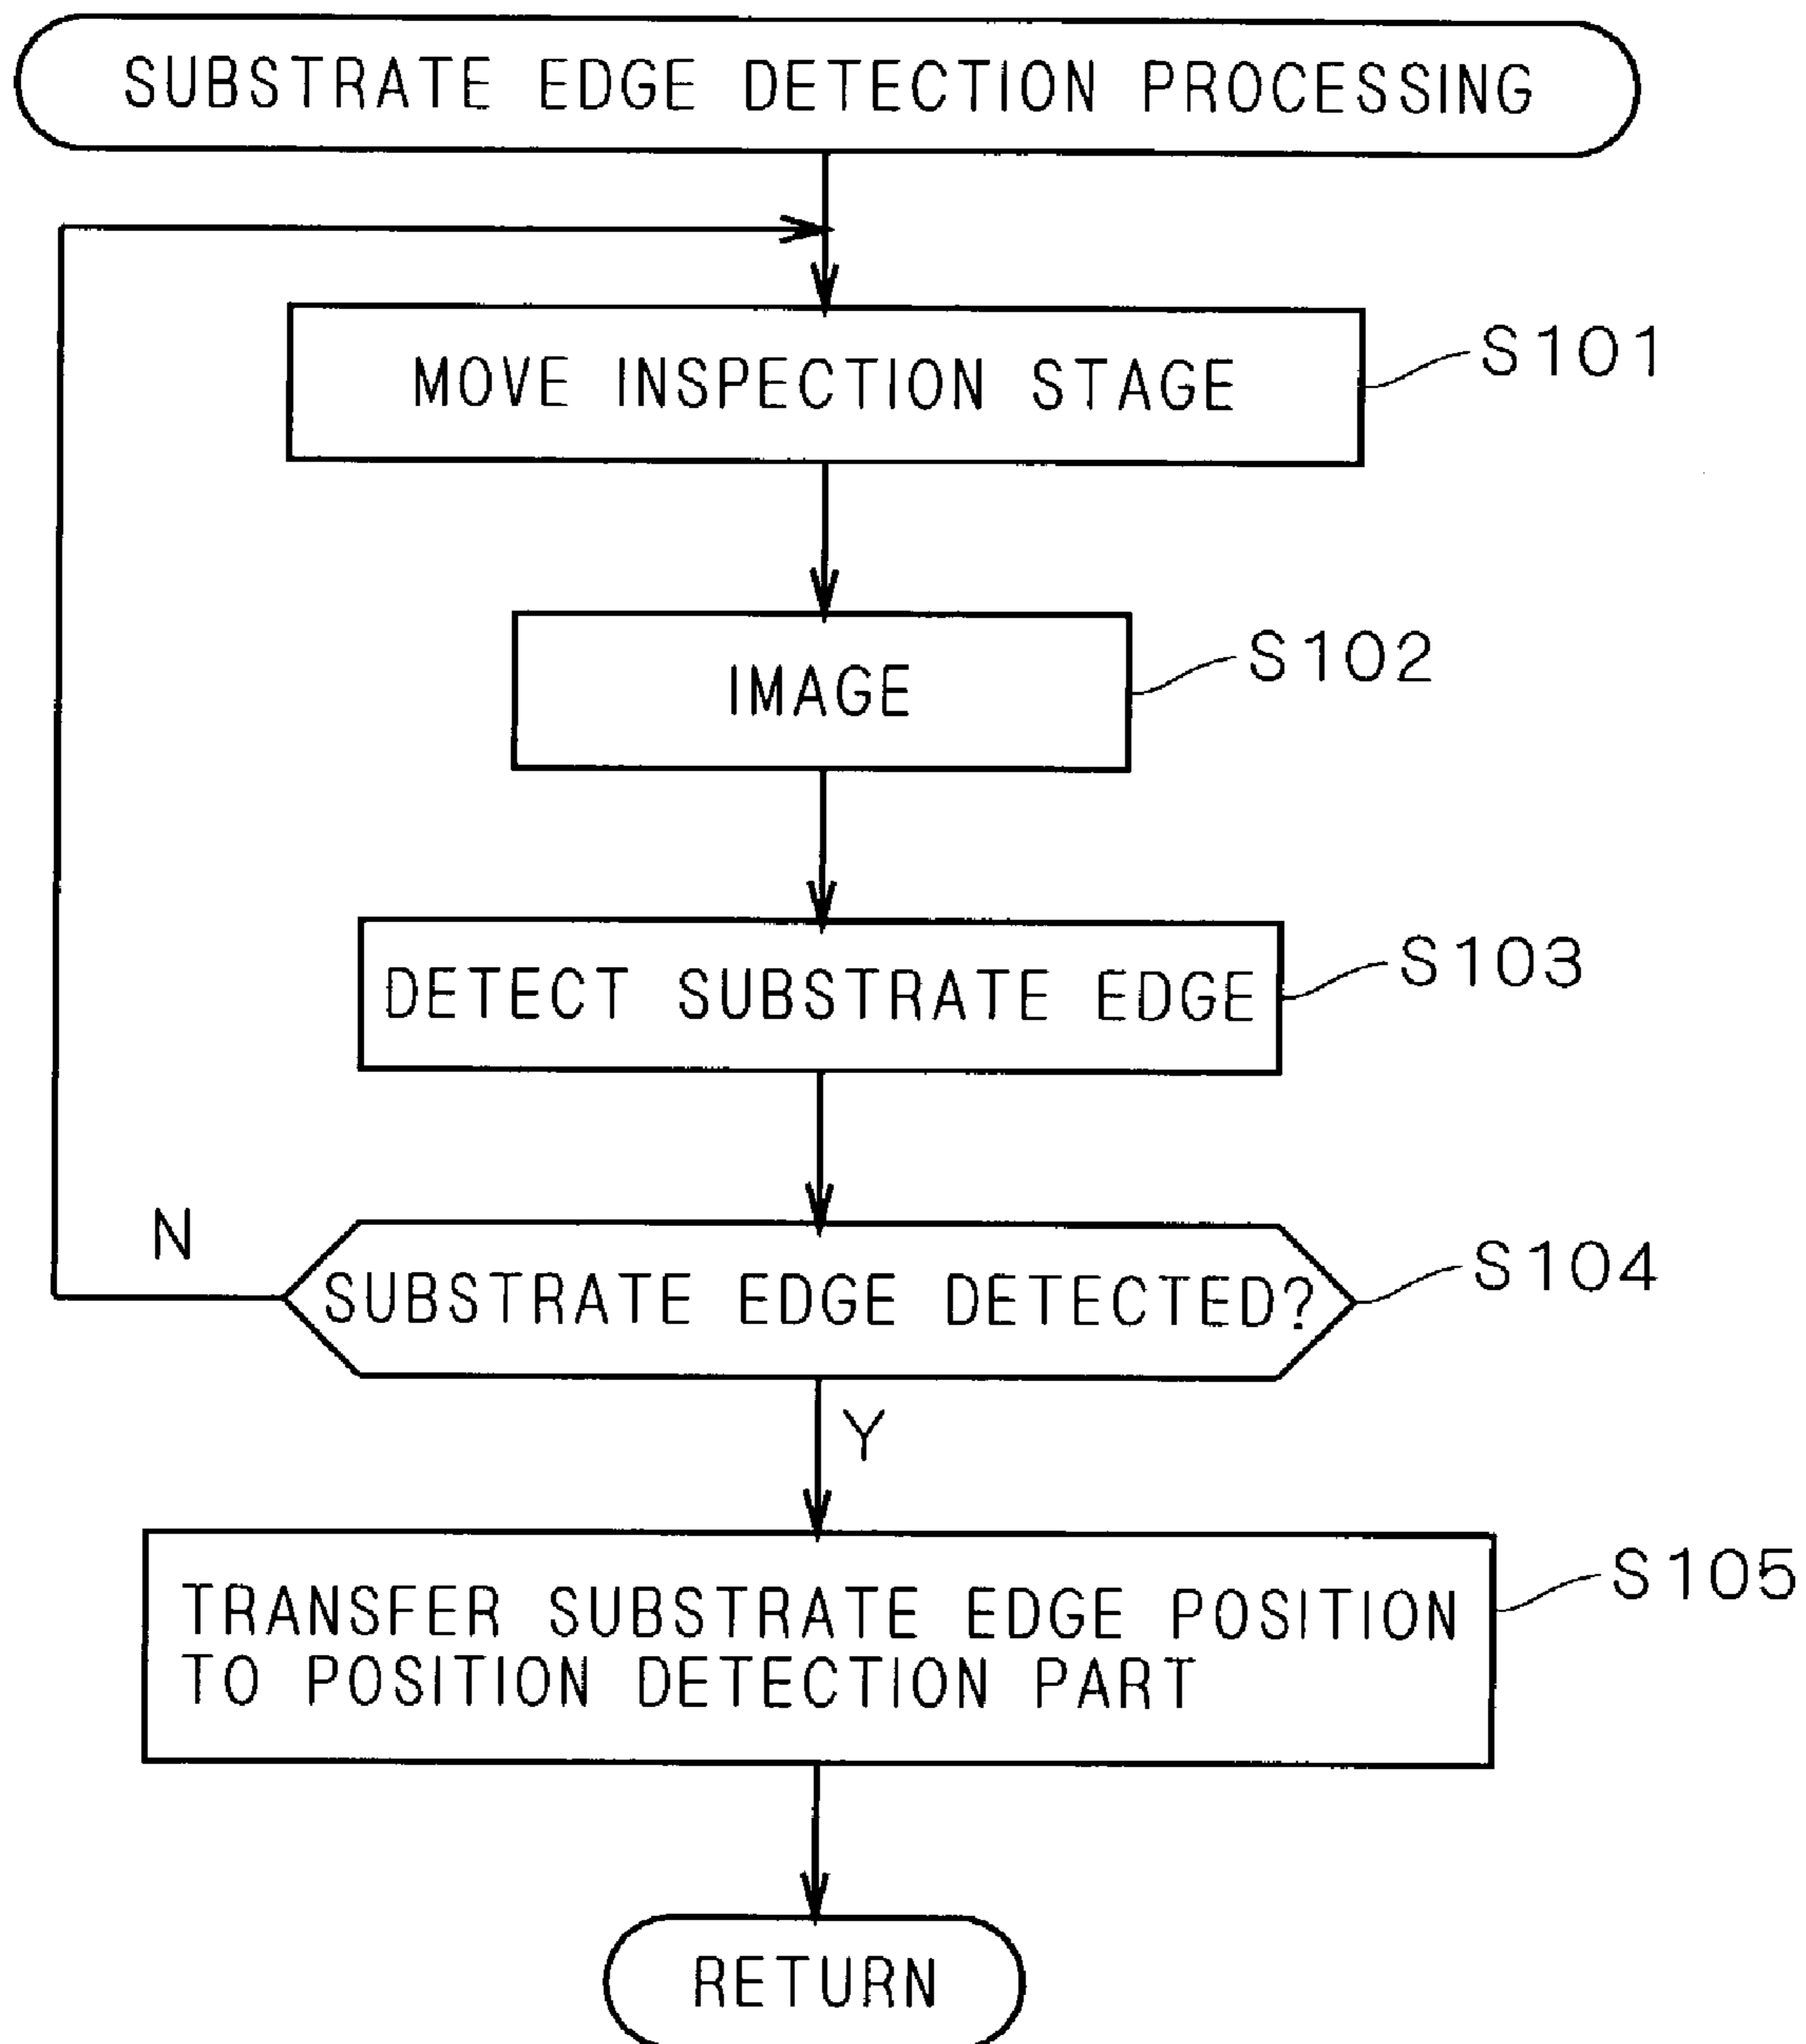 SUBSTRATE EDGE DETECTION PROCESSING
MOVE INSPECTION STAGE
S101
IMAGE
S102
DETECT SUBSTRATE EDGE
S103
N
SUBSTRATE EDGE DETECTED?
S104
Y
TRANSFER SUBSTRATE EDGE POSITION
TO POSITION DETECTION PART
S105
RETURN